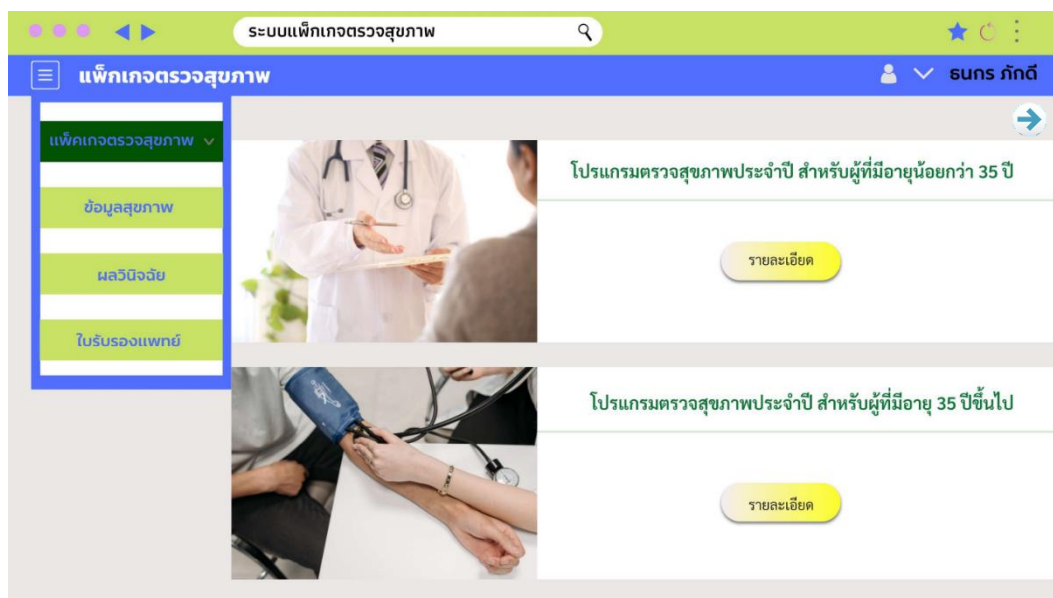 ระบบแพ็กเกจตรวจสุขภาพ
แพ็กเกจตรวจสุขภาพ
ธนกร ภักดี
แพ็คเกจตรวจสุขภาพ
ข้อมูลสุขภาพ
ผลวินิจฉัย
ใบรับรองแพทย์
โปรแกรมตรวจสุขภาพประจำปี สำหรับผู้ที่มีอายุน้อยกว่า 35 ปี
รายละเอียด
โปรแกรมตรวจสุขภาพประจำปี สำหรับผู้ที่มีอายุ 35 ปีขึ้นไป
รายละเอียด